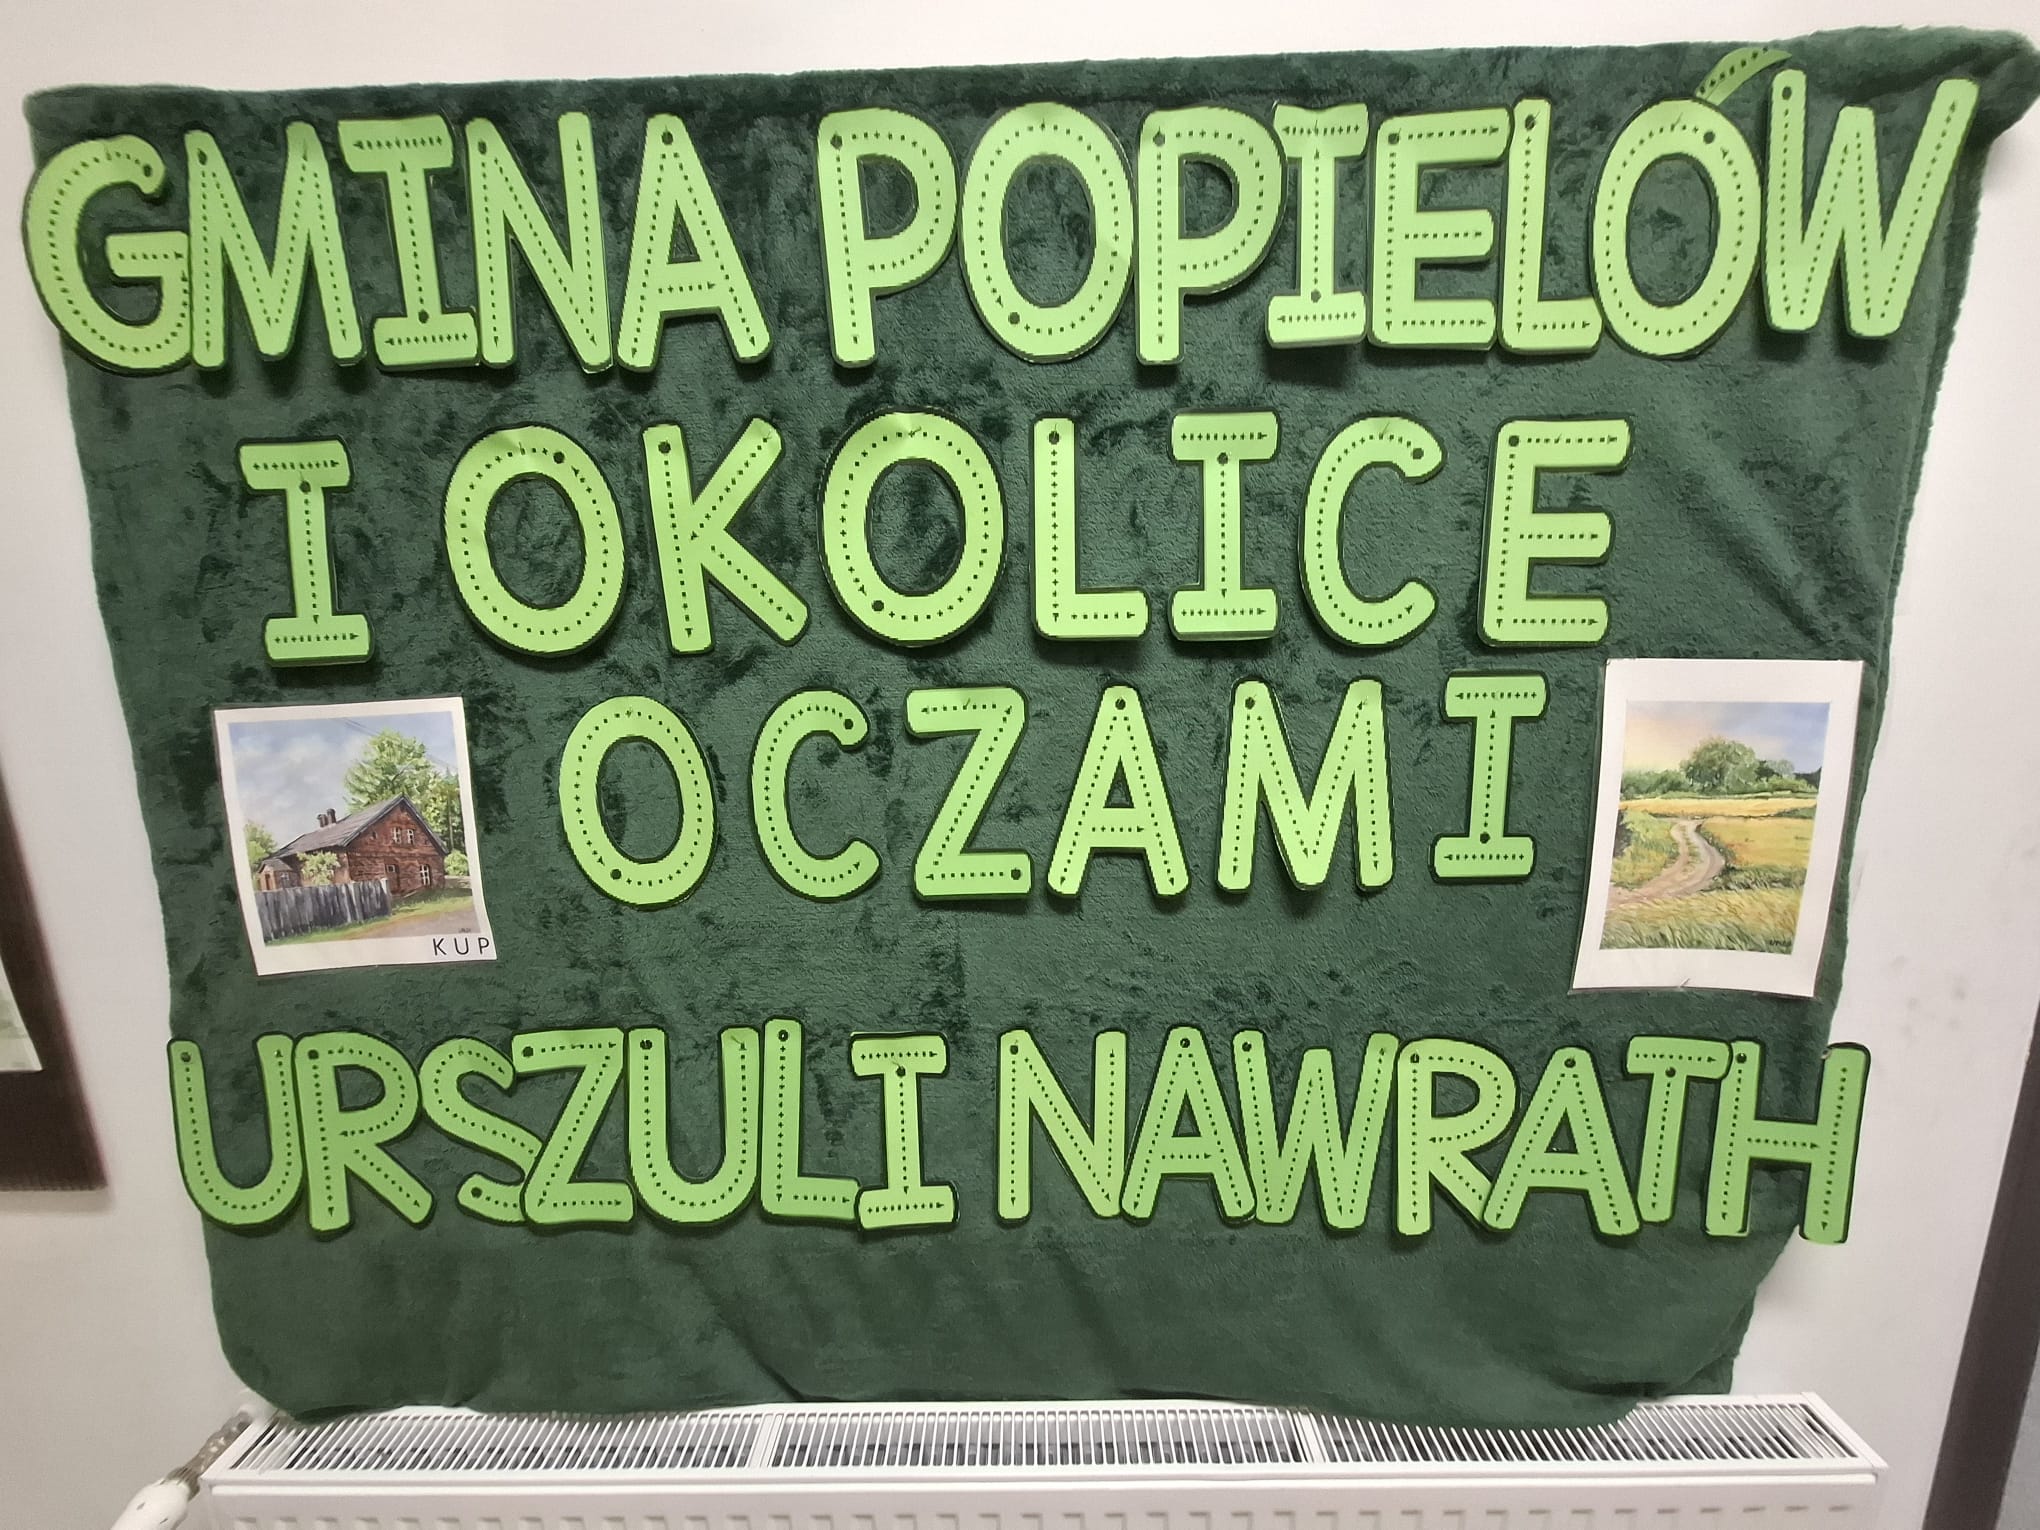 GMINA POPIELÓW
I OKOLICE
OCZAMI
KUP
URSZULI NAWRATH